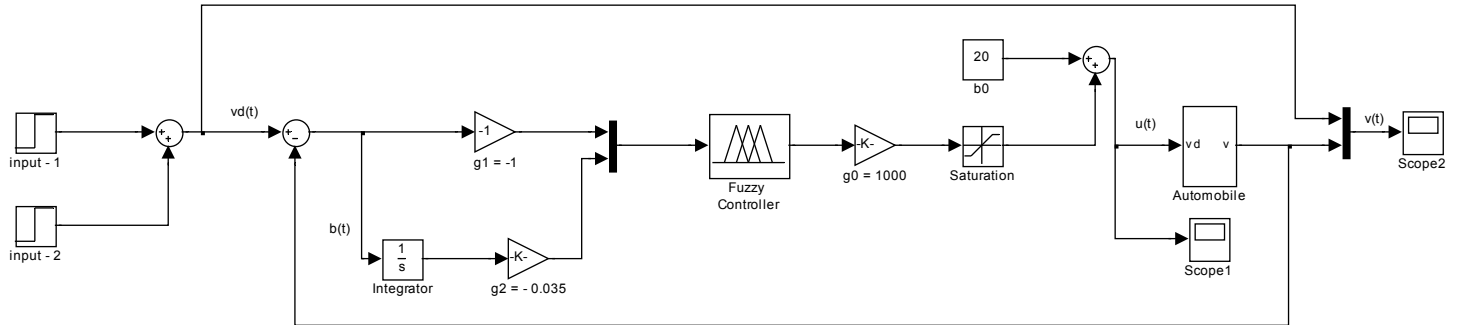 input - 1
input - 2
+
+
vd(t)
+
−
b(t)
1
s
Integrator
-1
g1 = -1
-K-
g2 = - 0.035
Fuzzy
Controller
-K-
g0 = 1000
Saturation
20
b0
+
+
u(t)
vd
v
Automobile
Scope1
v(t)
Scope2